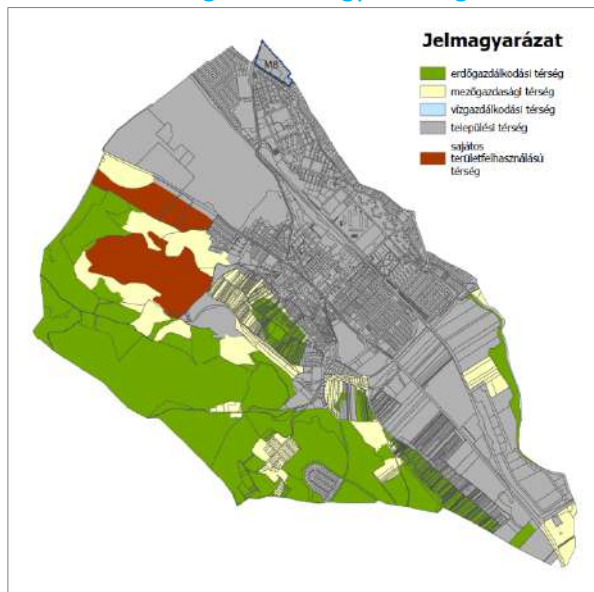 M8
Jelmagyarázat
erdőgazdálkodási térség
mezőgazdasági térség
vízgazdálkodási térség
települési térség
sajátos
területfelhasználású
térség